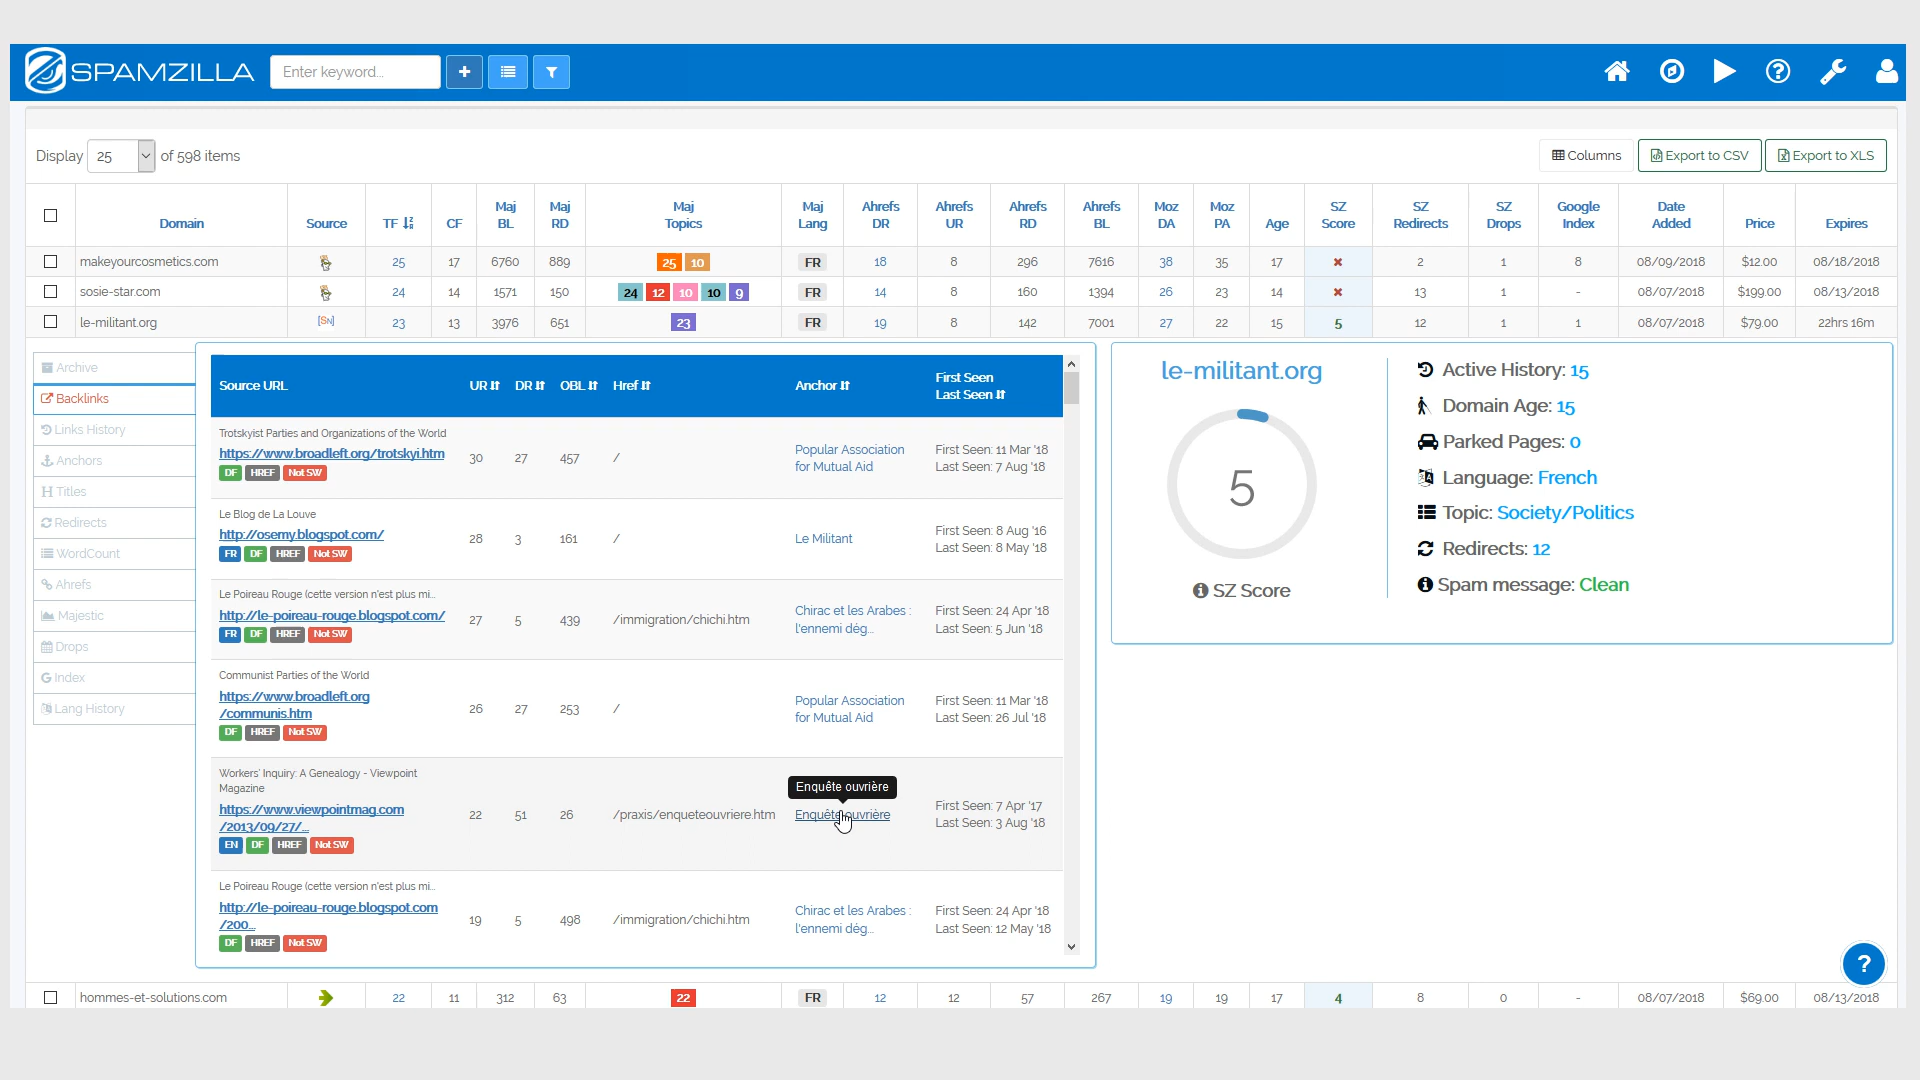 SPAMZILLA
Enter keyword...
Display 25 of 598 items
Columns
Export to CSV
Export to XLS
Domain Source TF CF Maj BL Maj RD Maj Topics Maj Lang Ahrefs DR Ahrefs UR Ahrefs RD Ahrefs BL Moz DA Moz PA Age SZ Score SZ Redirects SZ Drops Google Index Date Added Price Expires
makeyourcosmetics.com 25 17 6760 889 25 10 FR 18 8 296 7616 38 35 17 2 1 8 08/09/2018 $12.00 08/18/2018
sosie-star.com 24 14 1571 150 24 12 10 10 9 FR 14 8 160 1394 26 23 14 13 1 - 08/07/2018 $199.00 08/13/2018
le-militant.org [SN] 23 13 3976 651 23 FR 19 8 142 7001 27 22 15 5 12 1 1 08/07/2018 $79.00 22hrs 16m
Archive
Backlinks
Links History
Anchors
Titles
Redirects
WordCount
Ahrefs
Majestic
Drops
Index
Lang History
Source URL UR DR OBL Href Anchor First Seen
Last Seen
Trotskyist Parties and Organizations of the World
https://www.broadleft.org/trotskyi.htm
DF HREF Not SW
30 27 457 /
Popular Association
for Mutual Aid
First Seen: 11 Mar '18
Last Seen: 7 Aug '18
Le Blog de La Louve
http://osemy.blogspot.com/
FR DF HREF Not SW
28 3 161 /
Le Militant
First Seen: 8 Aug '16
Last Seen: 8 May '18
Le Poireau Rouge (cette version n'est plus mi...
http://le-poireau-rouge.blogspot.com/
FR DF HREF Not SW
27 5 439 /immigration/chichi.htm
Chirac et les Arabes :
l'ennemi dég...
First Seen: 24 Apr '18
Last Seen: 5 Jun '18
Communist Parties of the World
https://www.broadleft.org
/communis.htm
DF HREF Not SW
26 27 253 /
Popular Association
for Mutual Aid
First Seen: 11 Mar '18
Last Seen: 26 Jul '18
Workers' Inquiry: A Genealogy - Viewpoint
Magazine
https://www.viewpointmag.com
/2013/09/27/...
EN DF HREF Not SW
22 51 26 /praxis/enqueteouvriere.htm
Enquête ouvrière
Enquête ouvrière
First Seen: 7 Apr '17
Last Seen: 3 Aug '18
Le Poireau Rouge (cette version n'est plus mi...
http://le-poireau-rouge.blogspot.com
/200...
DF HREF Not SW
19 5 498 /immigration/chichi.htm
Chirac et les Arabes :
l'ennemi dég...
First Seen: 24 Apr '18
Last Seen: 12 May '18
le-militant.org
5
SZ Score
Active History: 15
Domain Age: 15
Parked Pages: 0
Language: French
Topic: Society/Politics
Redirects: 12
Spam message: Clean
?
hommes-et-solutions.com 22 11 312 63 22 FR 12 12 57 267 19 19 17 4 8 0 - 08/07/2018 $69.00 08/13/2018